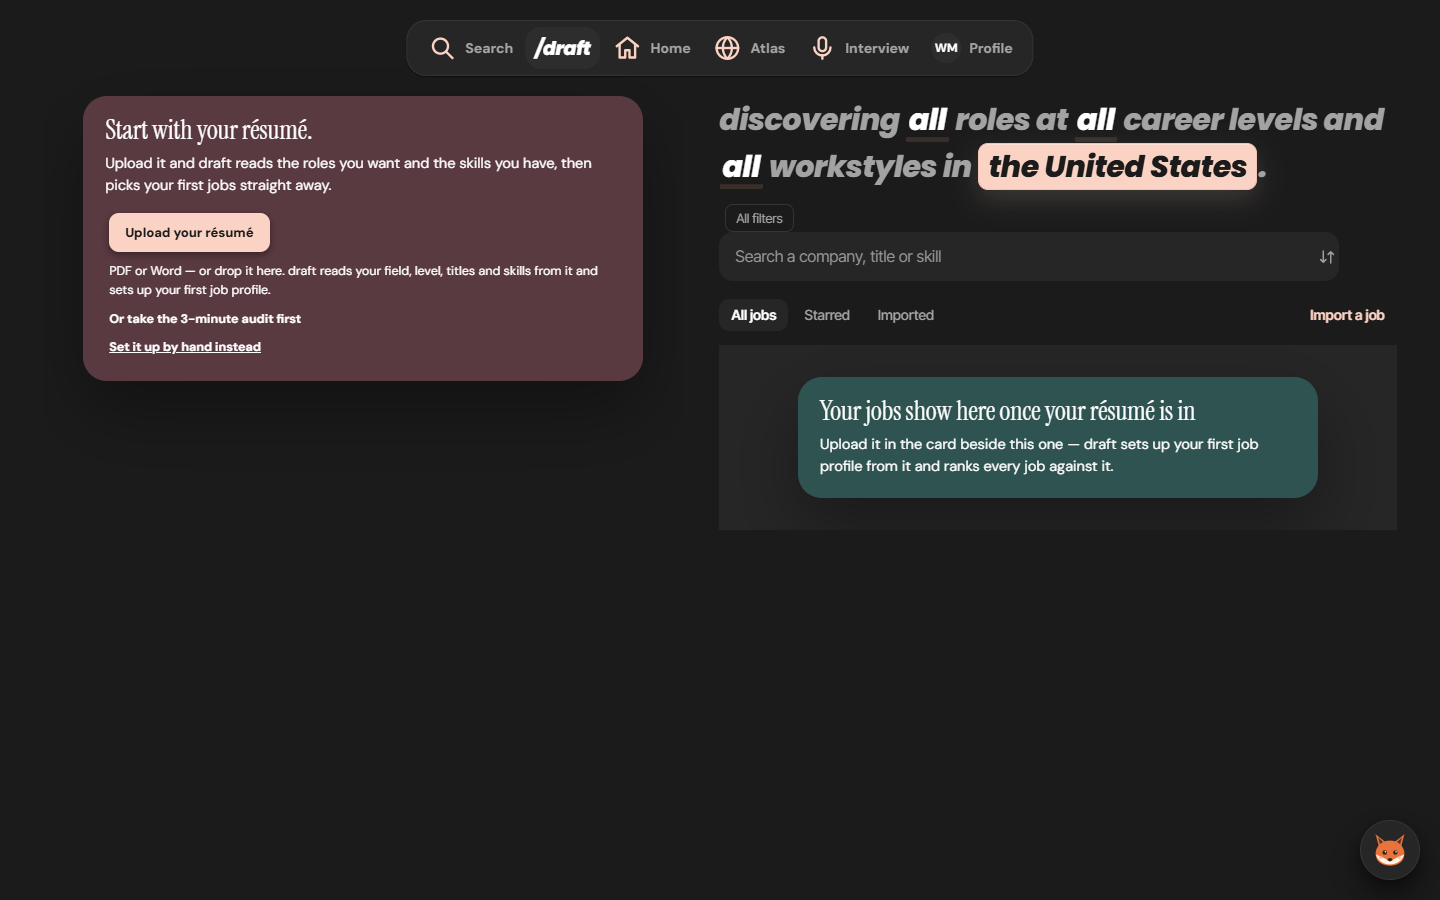 Search
/draft
Home
Atlas
Interview
WM
Profile
Start with your résumé.
Upload it and draft reads the roles you want and the skills you have, then
picks your first jobs straight away.
Upload your résumé
PDF or Word — or drop it here. draft reads your field, level, titles and skills from it and
sets up your first job profile.
Or take the 3-minute audit first
Set it up by hand instead
discovering all roles at all career levels and
all workstyles in the United States.
All filters
Search a company, title or skill
All jobs
Starred
Imported
Import a job
Your jobs show here once your résumé is in
Upload it in the card beside this one — draft sets up your first job
profile from it and ranks every job against it.